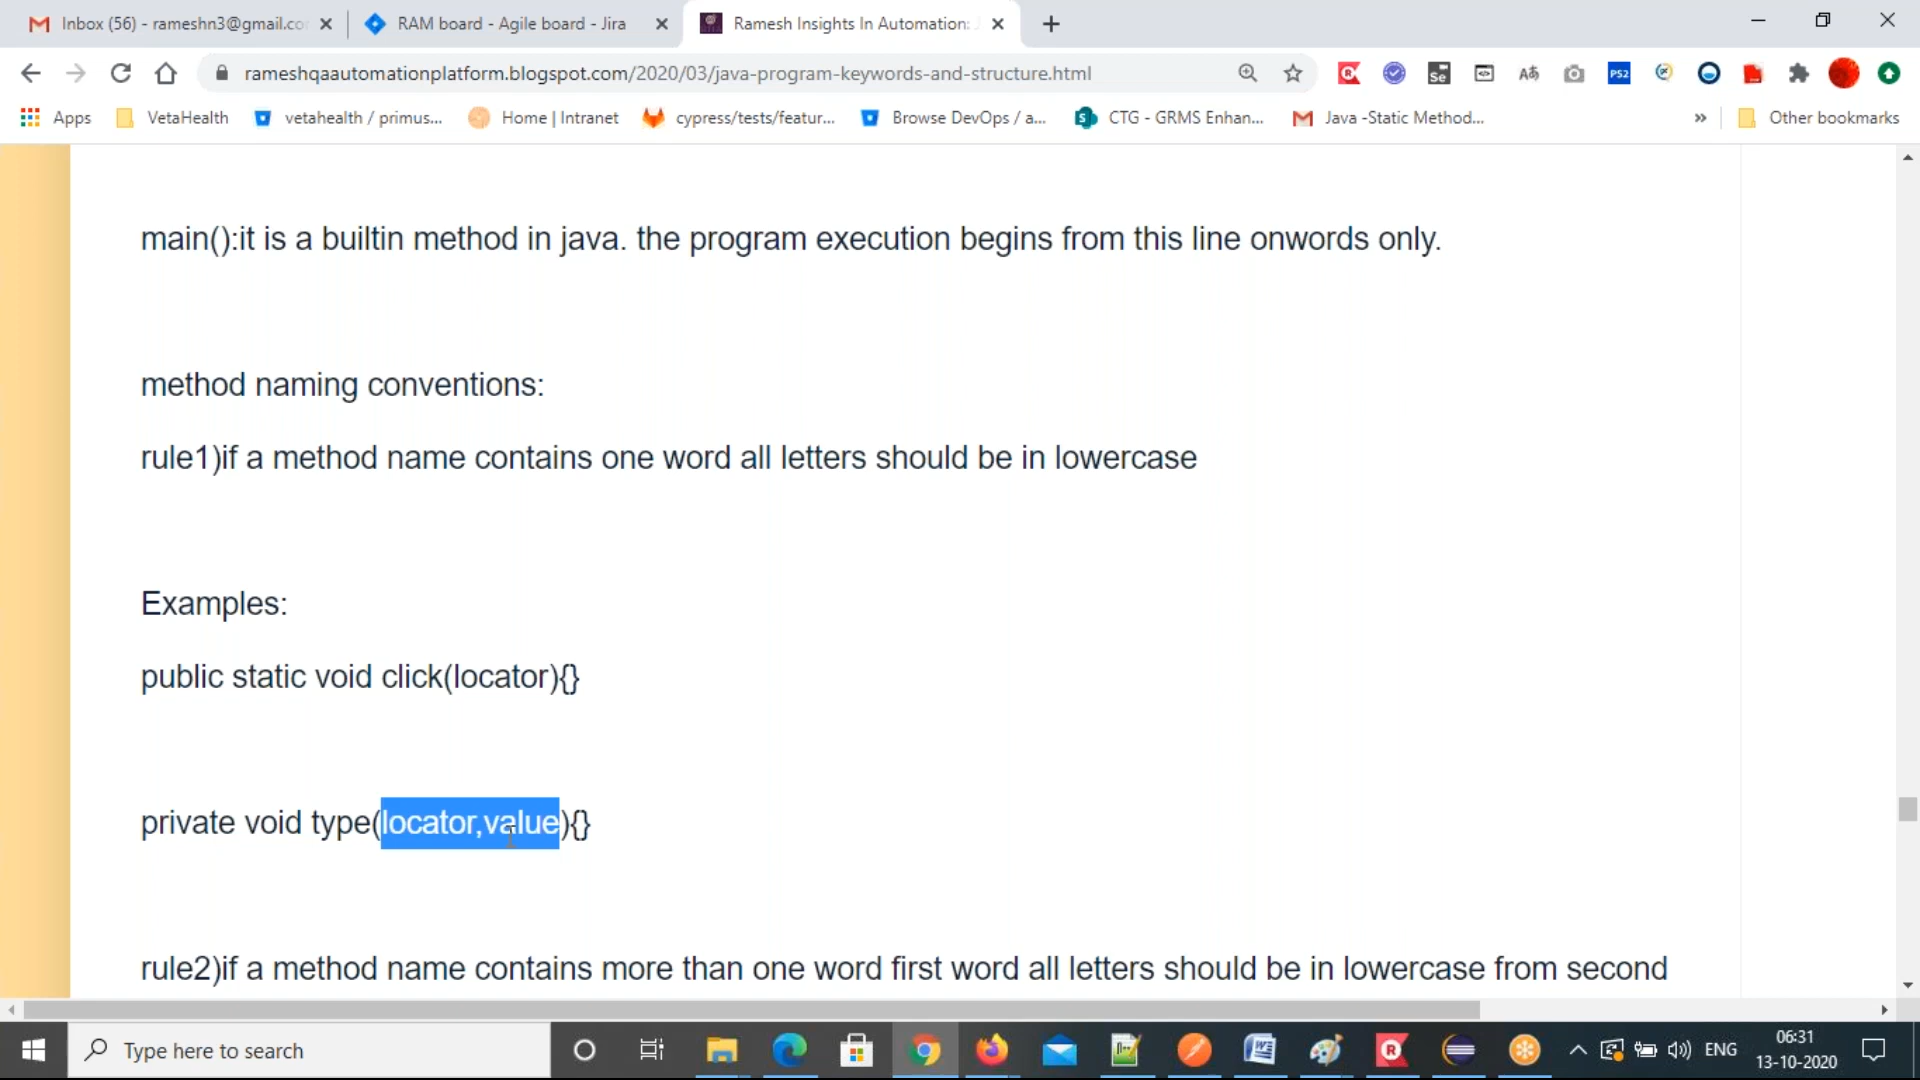 Inbox (56) - rameshn3@gmail.co
RAM board - Agile board - Jira
Ramesh Insights In Automation:
rameshqaautomationplatform.blogspot.com/2020/03/java-program-keywords-and-structure.html
Apps
VetaHealth
vetahealth / primus...
Home | Intranet
cypress/tests/featur...
Browse DevOps / a...
CTG - GRMS Enhan...
Java -Static Method...
»
Other bookmarks
main():it is a builtin method in java. the program execution begins from this line onwords only.
method naming conventions:
rule1)if a method name contains one word all letters should be in lowercase
Examples:
public static void click(locator){}
private void type(locator,value){}
rule2)if a method name contains more than one word first word all letters should be in lowercase from second
Type here to search
ENG
06:31
13-10-2020